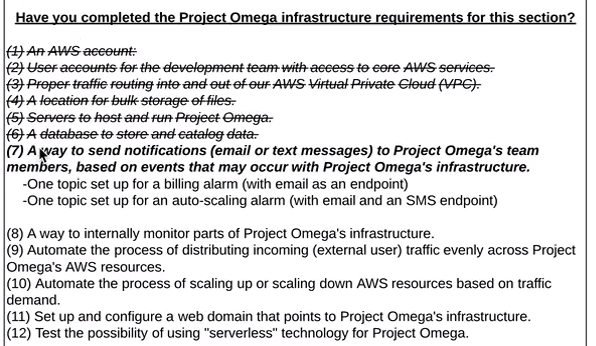 Have you completed the Project Omega infrastructure requirements for this section?
(1) An AWS account:
(2) User accounts for the development team with access to core AWS services.
(3) Proper traffic routing into and out of our AWS Virtual Private Cloud (VPC).
(4) A location for bulk storage of files.
(5) Servers to host and run Project Omega.
(6) A database to store and catalog data.
(7) A way to send notifications (email or text messages) to Project Omega's team
members, based on events that may occur with Project Omega's infrastructure.
-One topic set up for a billing alarm (with email as an endpoint)
-One topic set up for an auto-scaling alarm (with email and an SMS endpoint)
(8) A way to internally monitor parts of Project Omega's infrastructure.
(9) Automate the process of distributing incoming (external user) traffic evenly across Project
Omega's AWS resources.
(10) Automate the process of scaling up or scaling down AWS resources based on traffic
demand.
(11) Set up and configure a web domain that points to Project Omega's infrastructure.
(12) Test the possibility of using "serverless" technology for Project Omega.